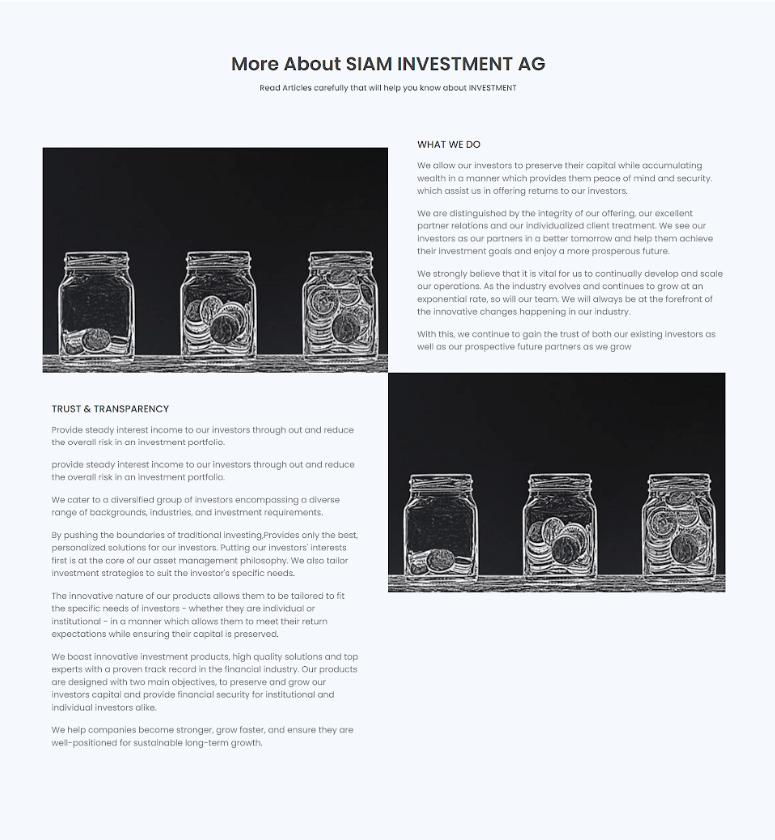 More About SIAM INVESTMENT AG
Read Articles carefully that will help you know about INVESTMENT
WHAT WE DO
We allow our investors to preserve their capital while accumulating
wealth in a manner which provides them peace of mind and security.
which assist us in offering returns to our investors.
We are distinguished by the integrity of our offering, our excellent
partner relations and our individualized client treatment. We see our
investors as our partners in a better tomorrow and help them achieve
their investment goals and enjoy a more prosperous future.
We strongly believe that it is vital for us to continually develop and scale
our operations. As the industry evolves and continues to grow at an
exponential rate, so will our team. We will always be at the forefront of
the innovative changes happening in our industry.
With this, we continue to gain the trust of both our existing investors as
well as our prospective future partners as we grow
TRUST & TRANSPARENCY
Provide steady interest income to our investors through out and reduce
the overall risk in an investment portfolio.
provide steady interest income to our investors through out and reduce
the overall risk in an investment portfolio.
We cater to a diversified group of investors encompassing a diverse
range of backgrounds, industries, and investment requirements.
By pushing the boundaries of traditional investing,Provides only the best,
personalized solutions for our investors. Putting our investors' interests
first is at the core of our asset management philosophy. We also tailor
investment strategies to suit the investor's specific needs.
The innovative nature of our products allows them to be tailored to fit
the specific needs of investors - whether they are individual or
institutional - in a manner which allows them to meet their return
expectations while ensuring their capital is preserved.
We boast innovative investment products, high quality solutions and top
experts with a proven track record in the financial industry. Our products
are designed with two main objectives, to preserve and grow our
investors capital and provide financial security for institutional and
individual investors alike.
We help companies become stronger, grow faster, and ensure they are
well-positioned for sustainable long-term growth.